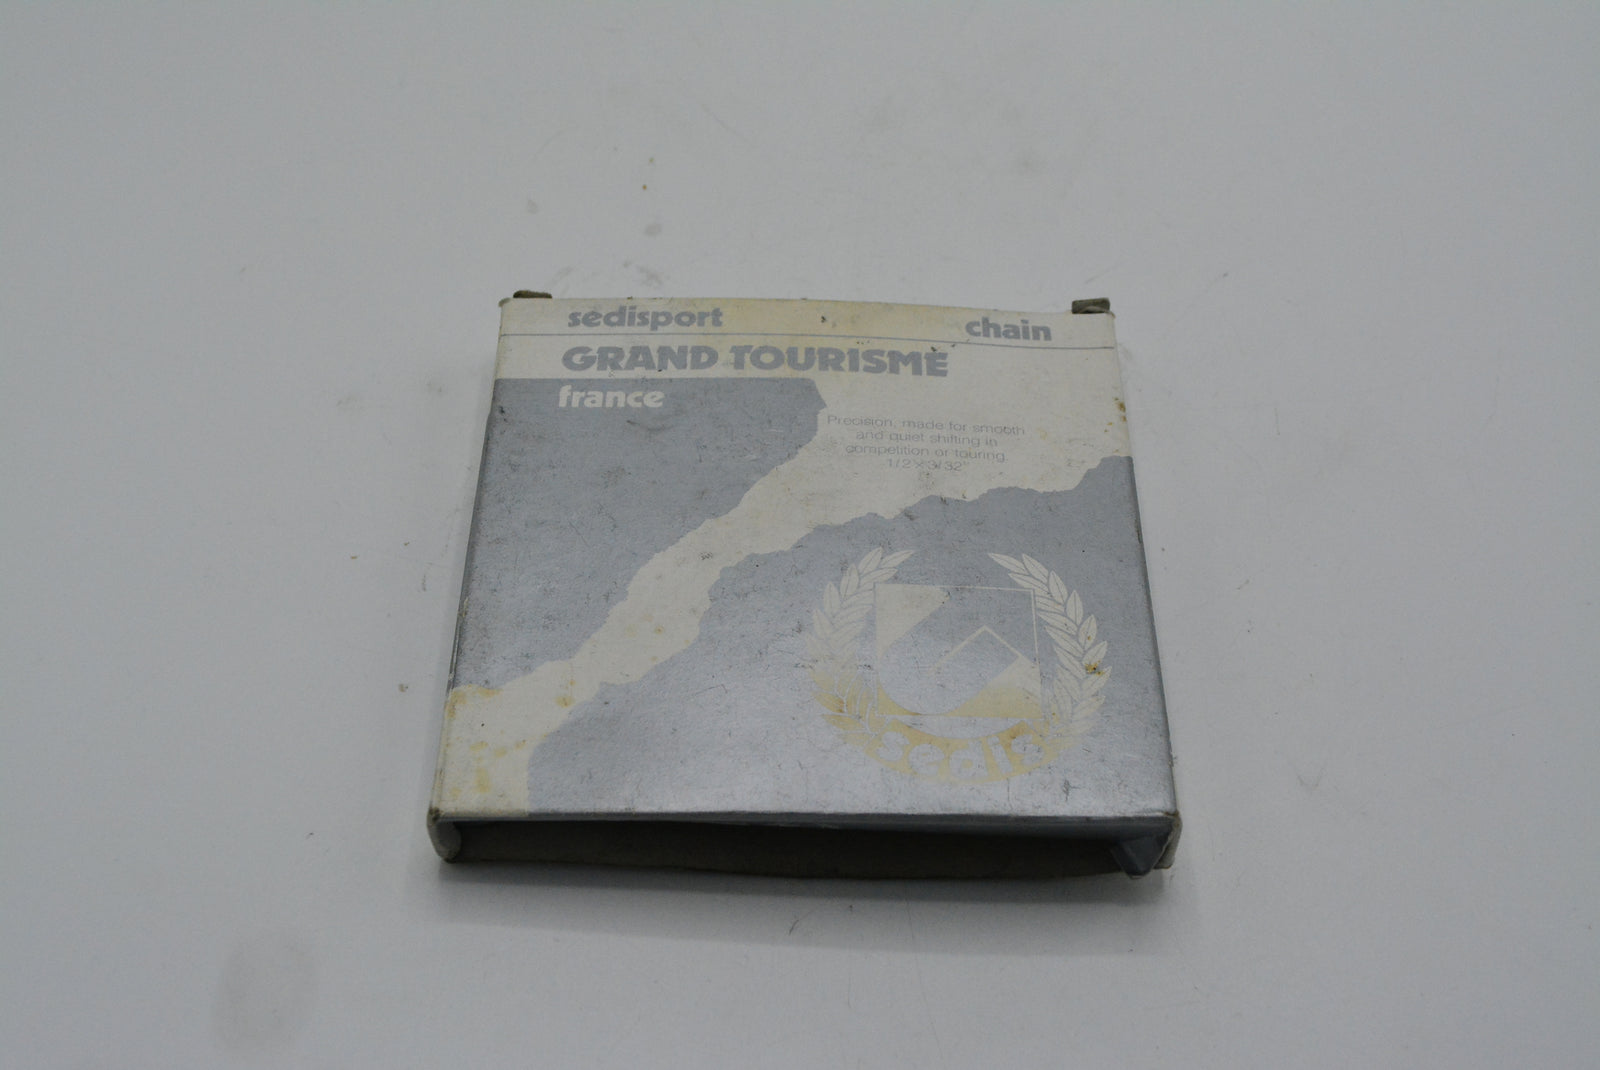 sedisport chain
GRAND TOURISME
france
Precision, made for smooth
and quiet shifting in
competition or touring.
1/2×3/32"
sedis